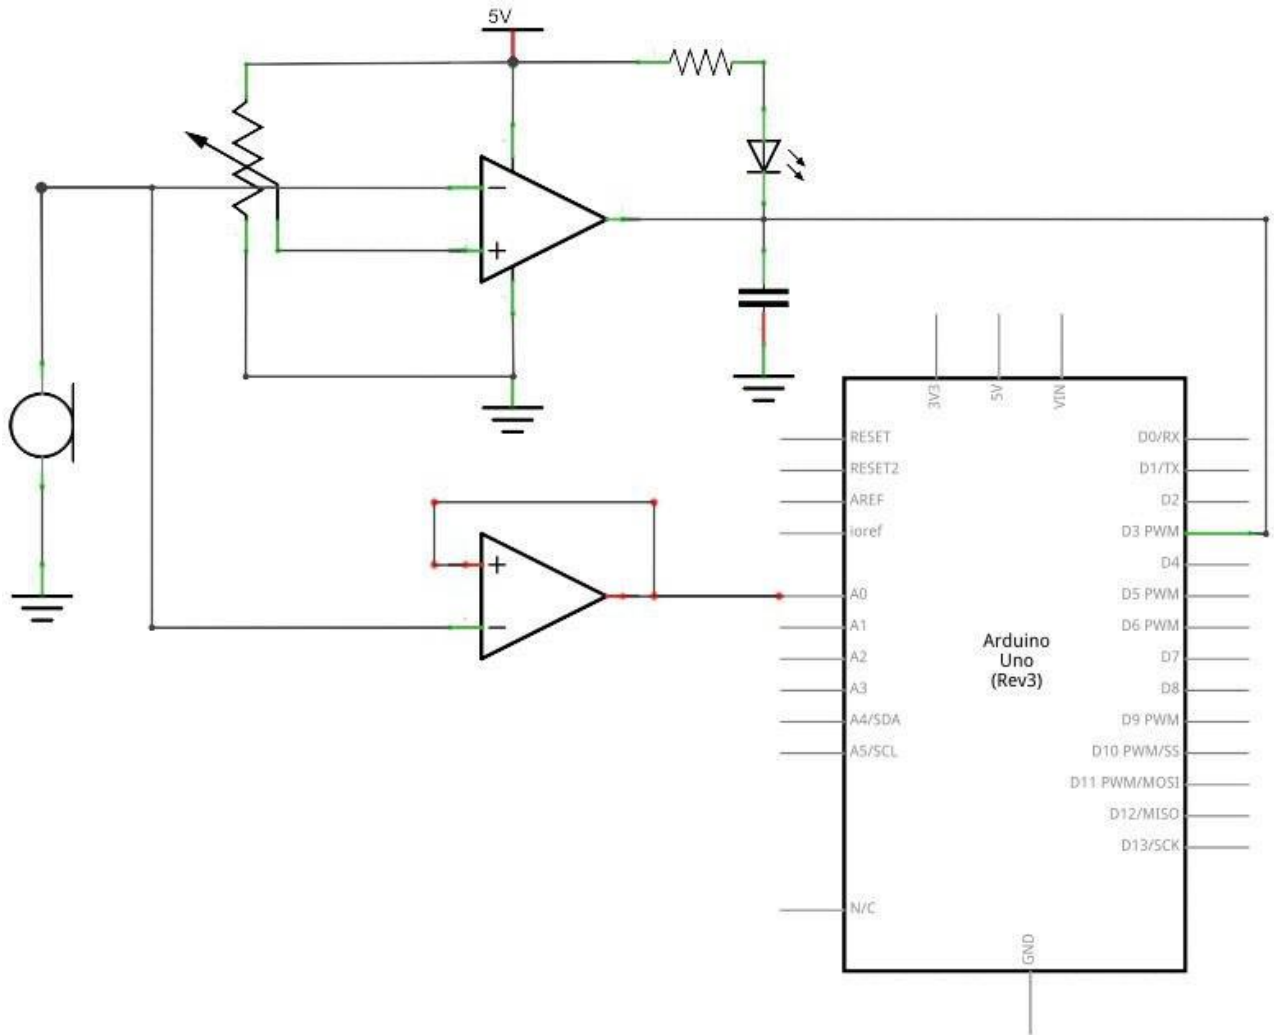 5V
−
+
+
−
3V3
5V
VIN
RESET
D0/RX
RESET2
D1/TX
AREF
D2
ioref
D3 PWM
D4
A0
D5 PWM
A1
D6 PWM
A2
D7
A3
D8
A4/SDA
D9 PWM
A5/SCL
D10 PWM/SS
D11 PWM/MOSI
D12/MISO
D13/SCK
Arduino
Uno
(Rev3)
N/C
GND